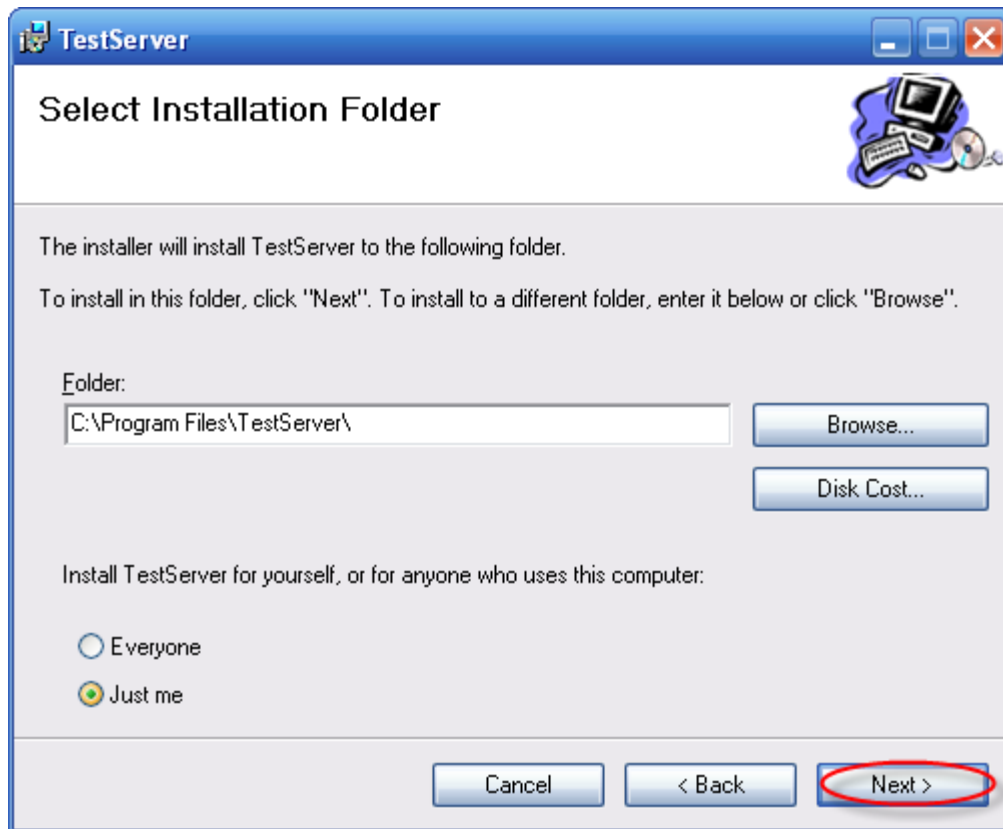 TestServer
Select Installation Folder
The installer will install TestServer to the following folder.
To install in this folder, click "Next". To install to a different folder, enter it below or click "Browse".
Folder:
C:\Program Files\TestServer\
Browse...
Disk Cost...
Install TestServer for yourself, or for anyone who uses this computer:
Everyone
Just me
Cancel
< Back
Next >